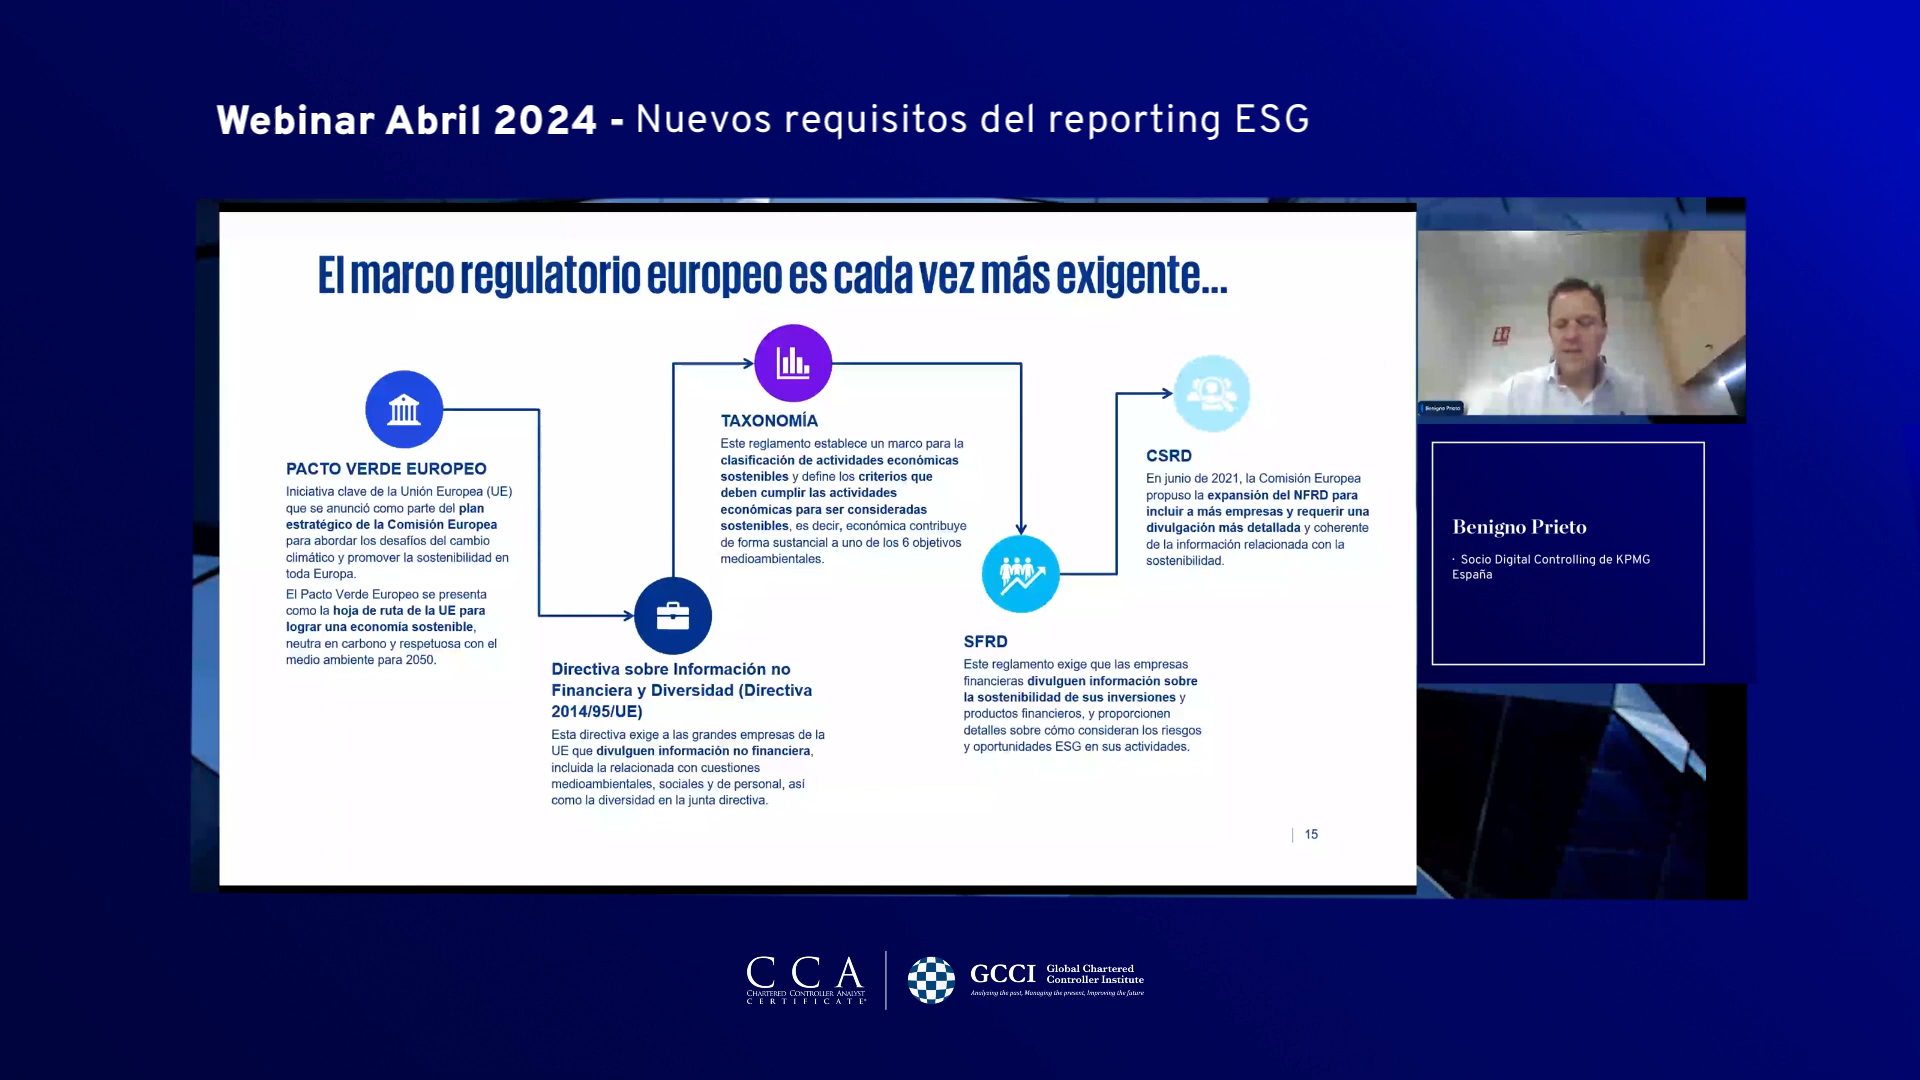 Webinar Abril 2024 - Nuevos requisitos del reporting ESG
El marco regulatorio europeo es cada vez más exigente...
PACTO VERDE EUROPEO
Iniciativa clave de la Unión Europea (UE)
que se anunció como parte del plan
estratégico de la Comisión Europea
para abordar los desafíos del cambio
climático y promover la sostenibilidad en
toda Europa.
El Pacto Verde Europeo se presenta
como la hoja de ruta de la UE para
lograr una economía sostenible,
neutra en carbono y respetuosa con el
medio ambiente para 2050.
Directiva sobre Información no
Financiera y Diversidad (Directiva
2014/95/UE)
Esta directiva exige a las grandes empresas de la
UE que divulguen información no financiera,
incluida la relacionada con cuestiones
medioambientales, sociales y de personal, así
como la diversidad en la junta directiva.
TAXONOMÍA
Este reglamento establece un marco para la
clasificación de actividades económicas
sostenibles y define los criterios que
deben cumplir las actividades
económicas para ser consideradas
sostenibles, es decir, económica contribuye
de forma sustancial a uno de los 6 objetivos
medioambientales.
SFRD
Este reglamento exige que las empresas
financieras divulguen información sobre
la sostenibilidad de sus inversiones y
productos financieros, y proporcionen
detalles sobre cómo consideran los riesgos
y oportunidades ESG en sus actividades.
CSRD
En junio de 2021, la Comisión Europea
propuso la expansión del NFRD para
incluir a más empresas y requerir una
divulgación más detallada y coherente
de la información relacionada con la
sostenibilidad.
15
Benigno Prieto
Benigno Prieto
· Socio Digital Controlling de KPMG
España
CCA
CHARTERED CONTROLLER ANALYST
CERTIFICATE®
GCCI
Global Chartered
Controller Institute
Analyzing the past, Managing the present, Improving the future